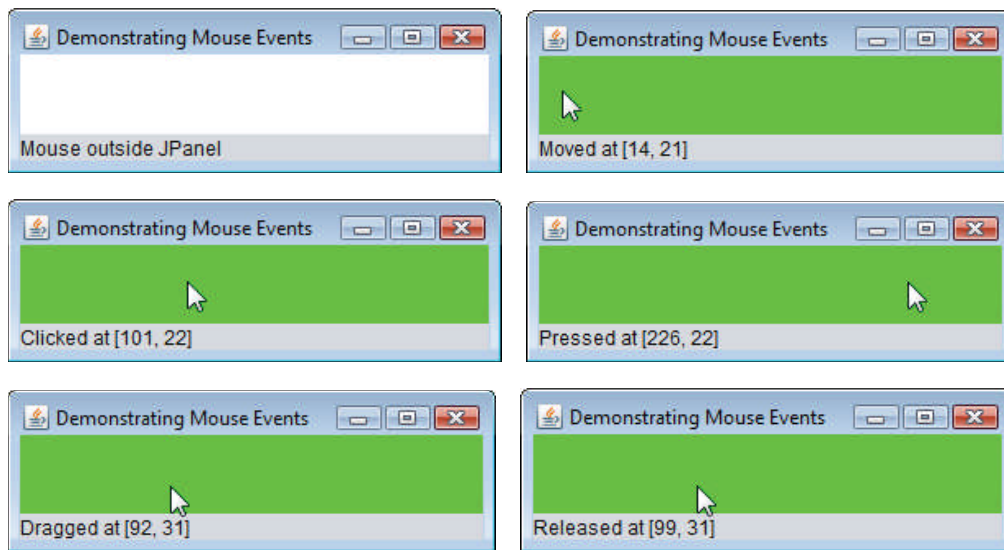 Demonstrating Mouse Events
Mouse outside JPanel
Demonstrating Mouse Events
Moved at [14, 21]
Demonstrating Mouse Events
Clicked at [101, 22]
Demonstrating Mouse Events
Pressed at [226, 22]
Demonstrating Mouse Events
Dragged at [92, 31]
Demonstrating Mouse Events
Released at [99, 31]